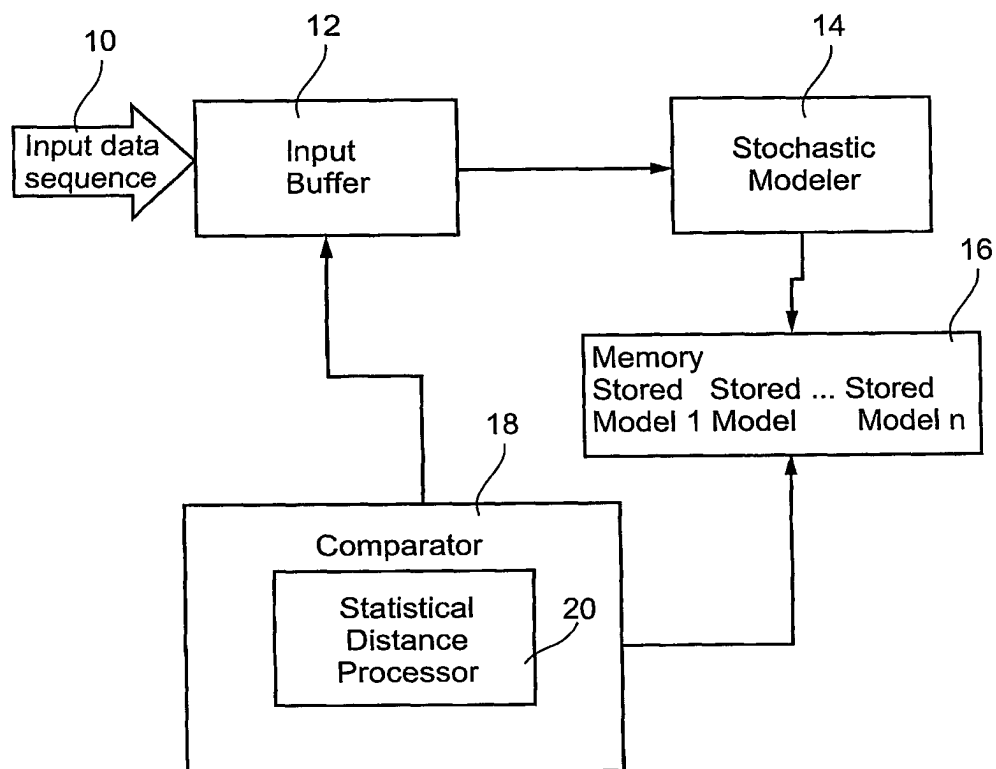 10
12
14
Input data
sequence
Input
Buffer
Stochastic
Modeler
16
Memory
Stored Stored ... Stored
Model 1 Model Model n
18
Comparator
Statistical
Distance
Processor
20